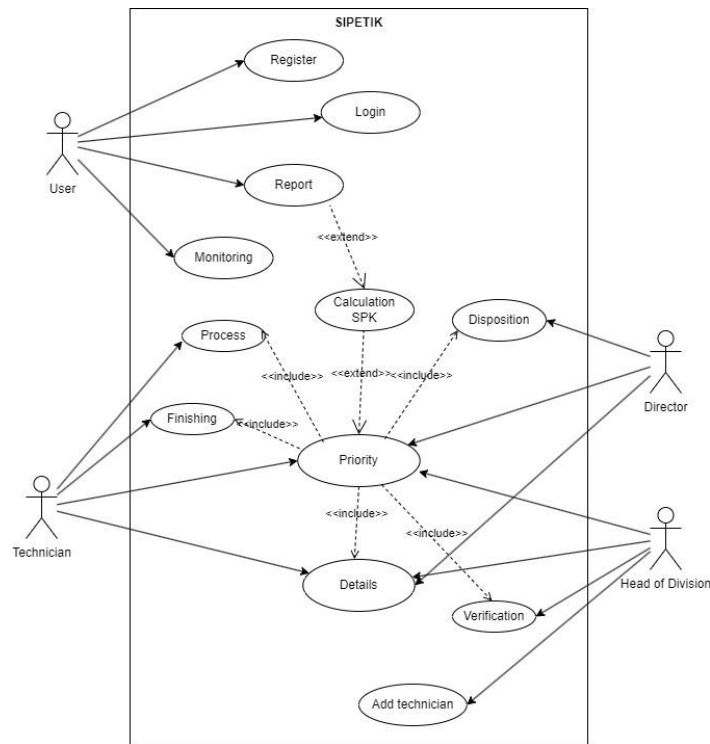 SIPETIK
Register
Login
User
Report
<<extend>>
Monitoring
Calculation
SPK
Disposition
Process
<<include>>
<<extend>>
<<include>>
Director
Finishing
<<include>>
Priority
Technician
<<include>>
<<include>>
Details
Head of Division
Verification
Add technician